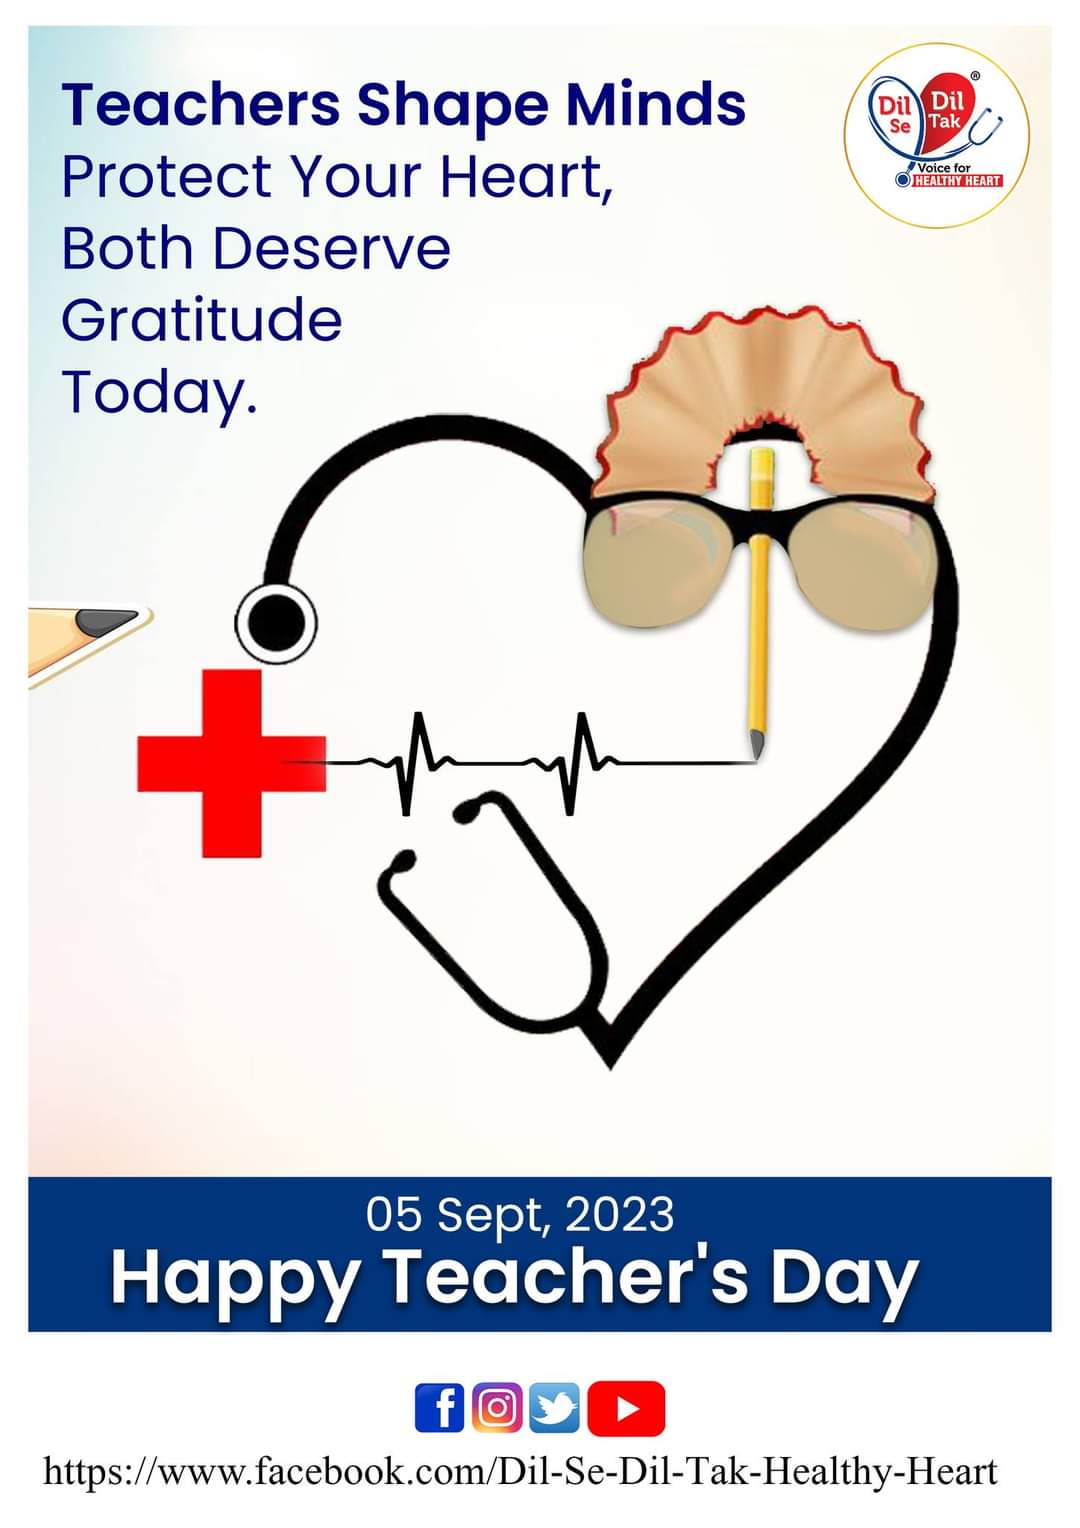 Teachers Shape Minds
Protect Your Heart,
Both Deserve
Gratitude
Today.
Dil Se
Dil Tak®
Voice for
HEALTHY HEART
05 Sept, 2023
Happy Teacher's Day
https://www.facebook.com/Dil-Se-Dil-Tak-Healthy-Heart